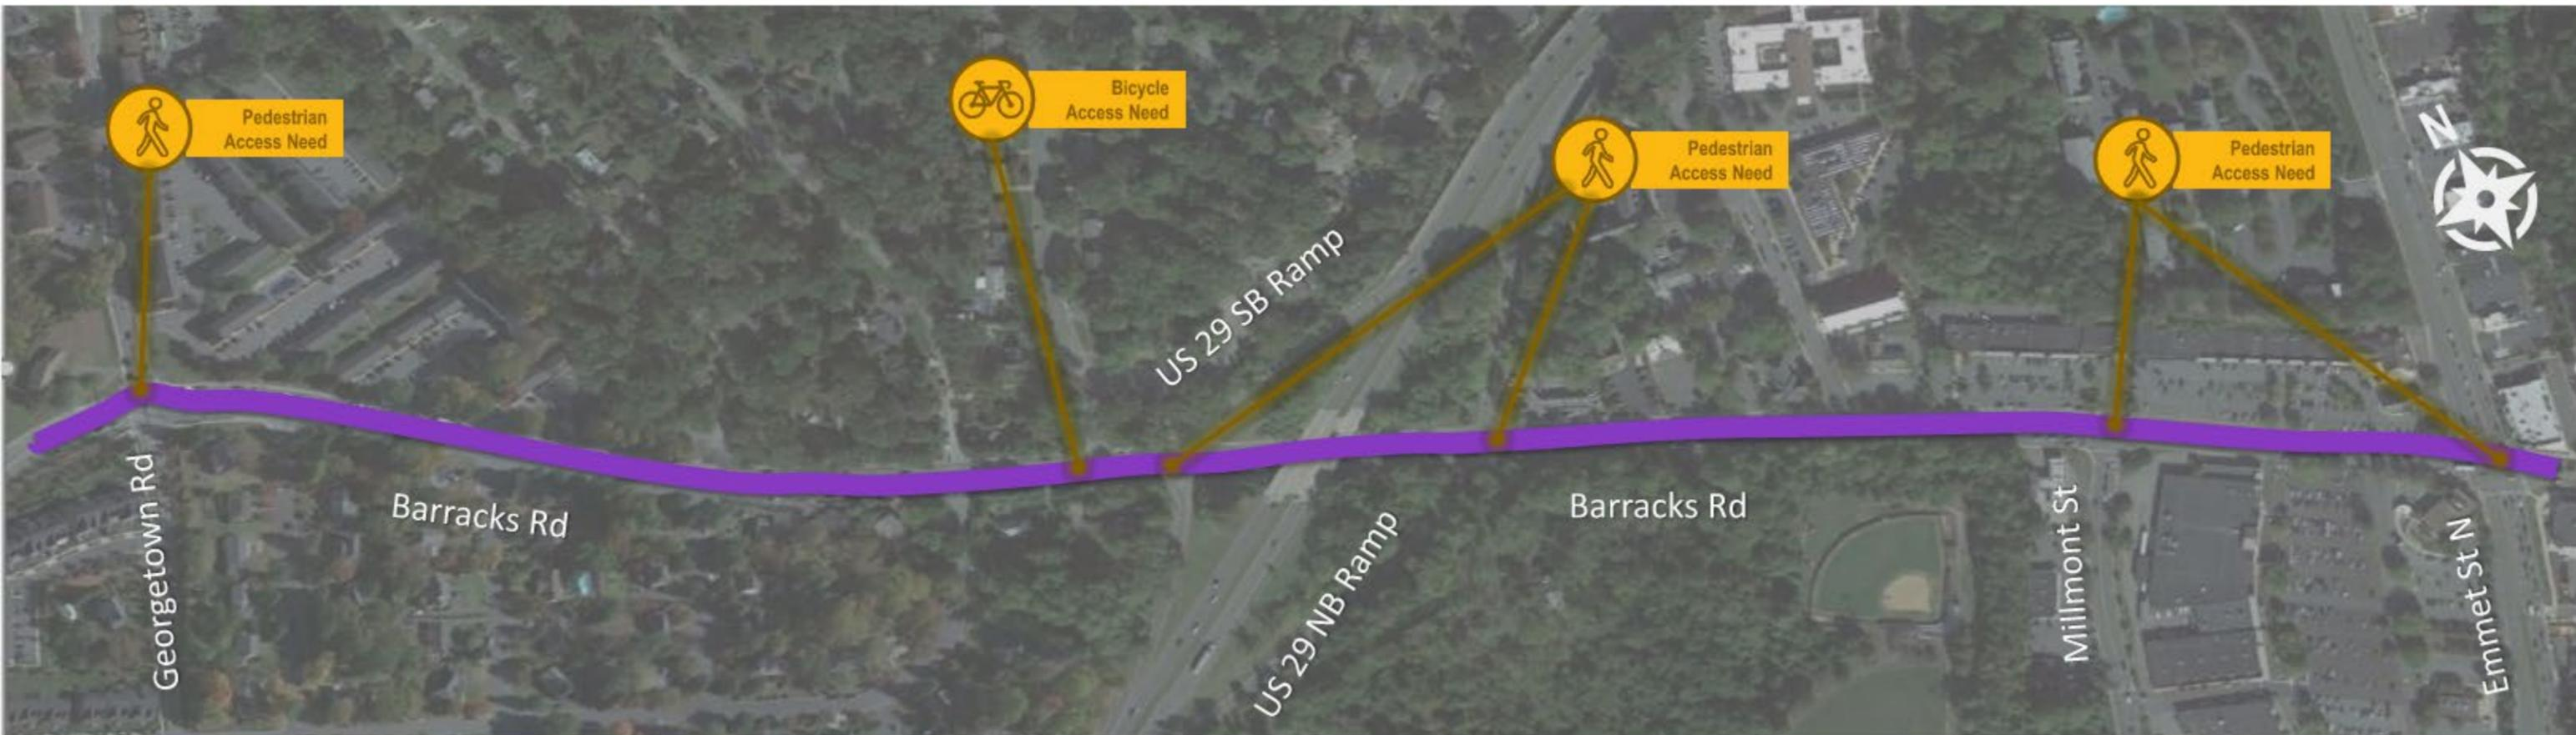 Pedestrian
Access Need
Bicycle
Access Need
Pedestrian
Access Need
Pedestrian
Access Need
N
US 29 SB Ramp
Georgetown Rd
Barracks Rd
US 29 NB Ramp
Barracks Rd
Millmont St
Emmet St N